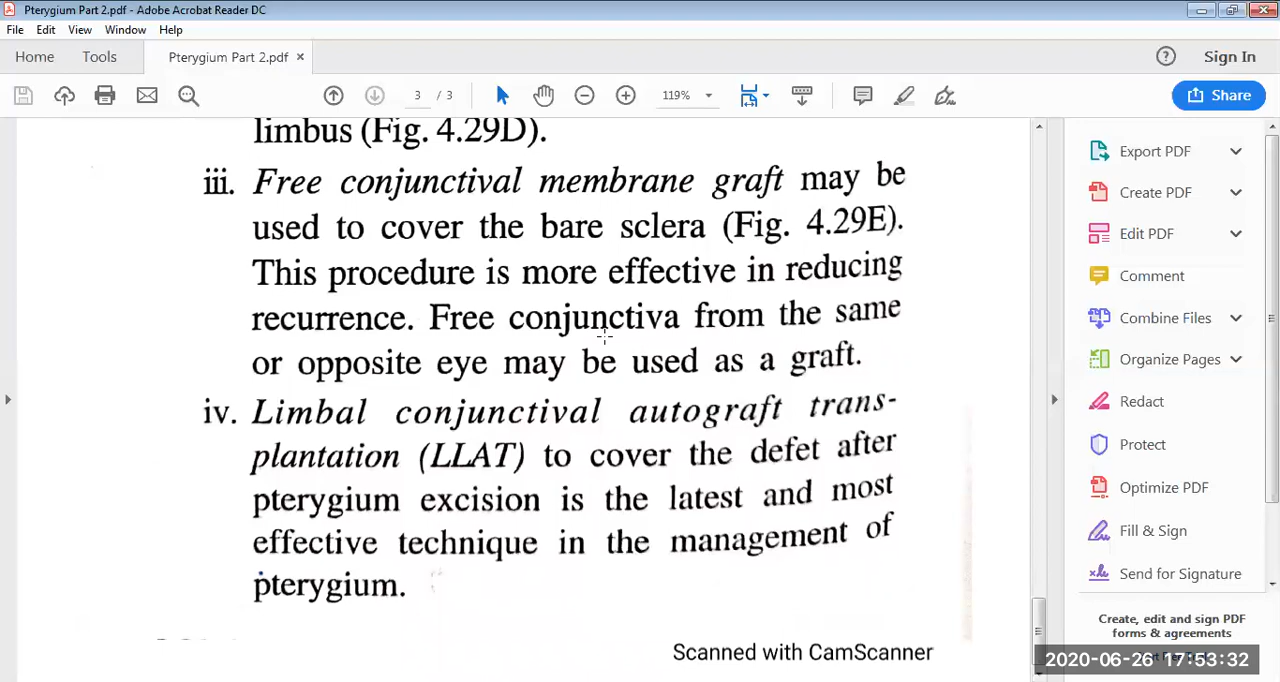 Pterygium Part 2.pdf - Adobe Acrobat Reader DC
File Edit View Window Help
Home Tools Pterygium Part 2.pdf × Sign In
3 / 3 119% Share
limbus (Fig. 4.29D).
iii. Free conjunctival membrane graft may be
used to cover the bare sclera (Fig. 4.29E).
This procedure is more effective in reducing
recurrence. Free conjunctiva from the same
or opposite eye may be used as a graft.
iv. Limbal conjunctival autograft trans-
plantation (LLAT) to cover the defet after
pterygium excision is the latest and most
effective technique in the management of
pterygium.
Scanned with CamScanner
Export PDF
Create PDF
Edit PDF
Comment
Combine Files
Organize Pages
Redact
Protect
Optimize PDF
Fill & Sign
Send for Signature
Create, edit and sign PDF
forms & agreements
2020-06-26 17:53:32